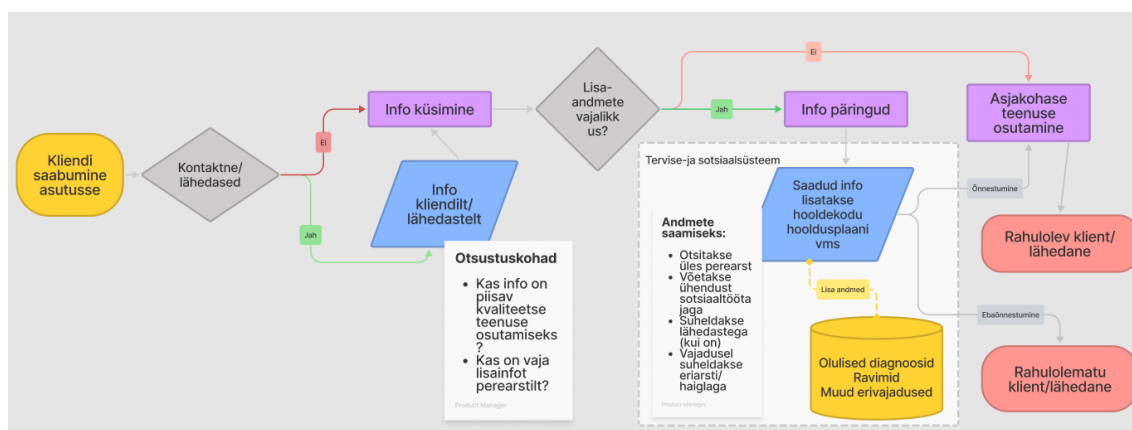 Kliendi
saabumine
asutusse
Kontaktne/
lähedased
Ei
Jah
Info küsimine
Info
kliendilt/
lähedastelt
Otsustuskohad
• Kas info on
piisav
kvaliteetse
teenuse
osutamiseks
?
• Kas on vaja
lisainfot
perearstilt?
Product Manager
Lisa-
andmete
vajalikk
us?
Ei
Jah
Info päringud
Tervise-ja sotsiaalsüsteem
Andmete
saamiseks:
• Otsitakse
üles perearst
• Võetakse
ühendust
sotsiaaltööta
jaga
• Suheldakse
lähedastega
(kui on)
• Vajadusel
suheldakse
eriarsti/
haiglaga
Product Manager
Saadud info
lisatakse
hooldekodu
hooldusplaani
vms
Lisa andmed
Olulised diagnoosid
Ravimid
Muud erivajadused
Asjakohase
teenuse
osutamine
Õnnestumine
Rahulolev klient/
lähedane
Ebaõnnestumine
Rahulolematu
klient/lähedane